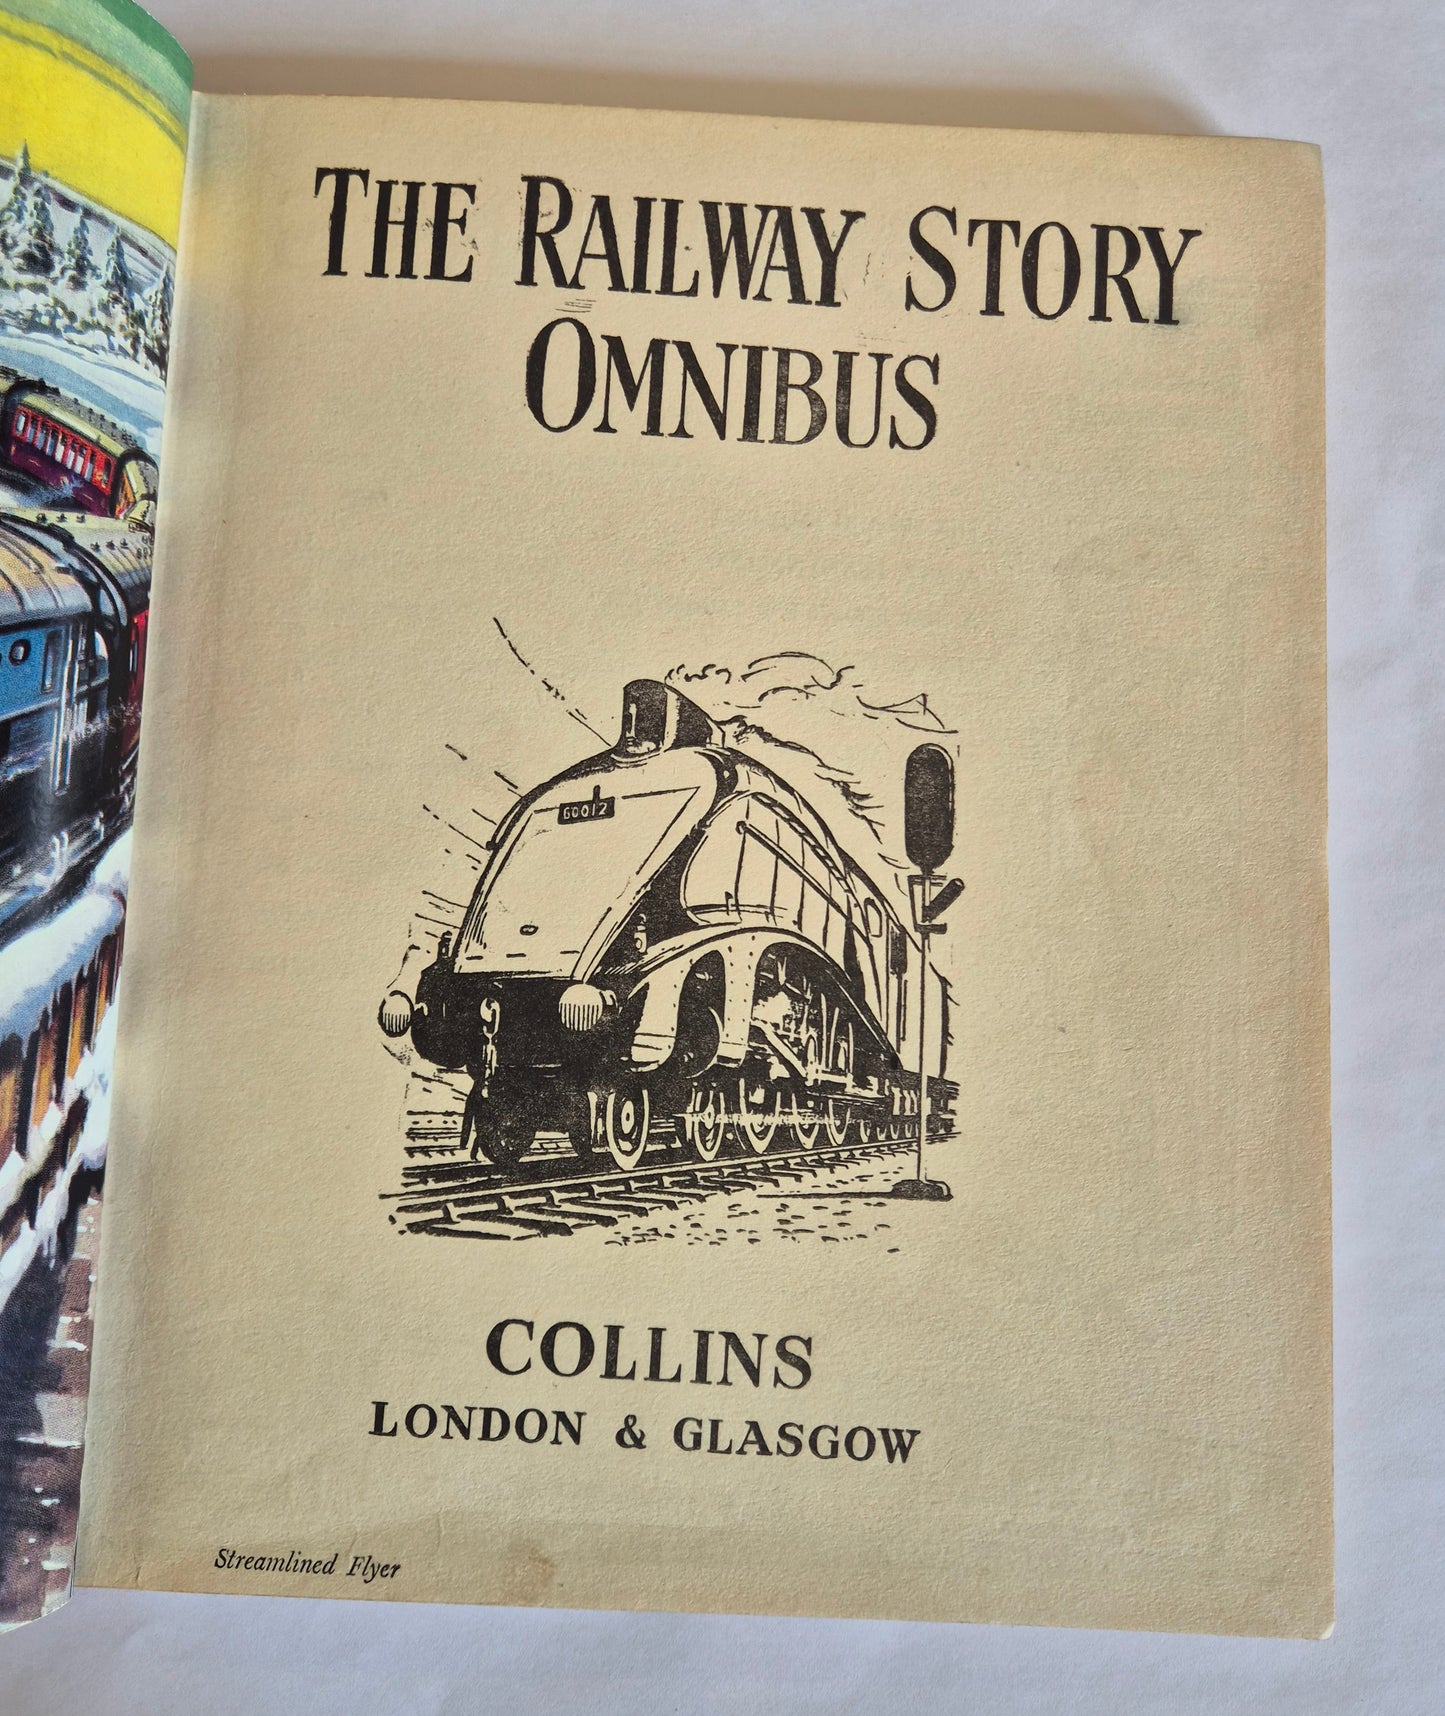 THE RAILWAY STORY
OMNIBUS
60012
COLLINS
LONDON & GLASGOW
Streamlined Flyer